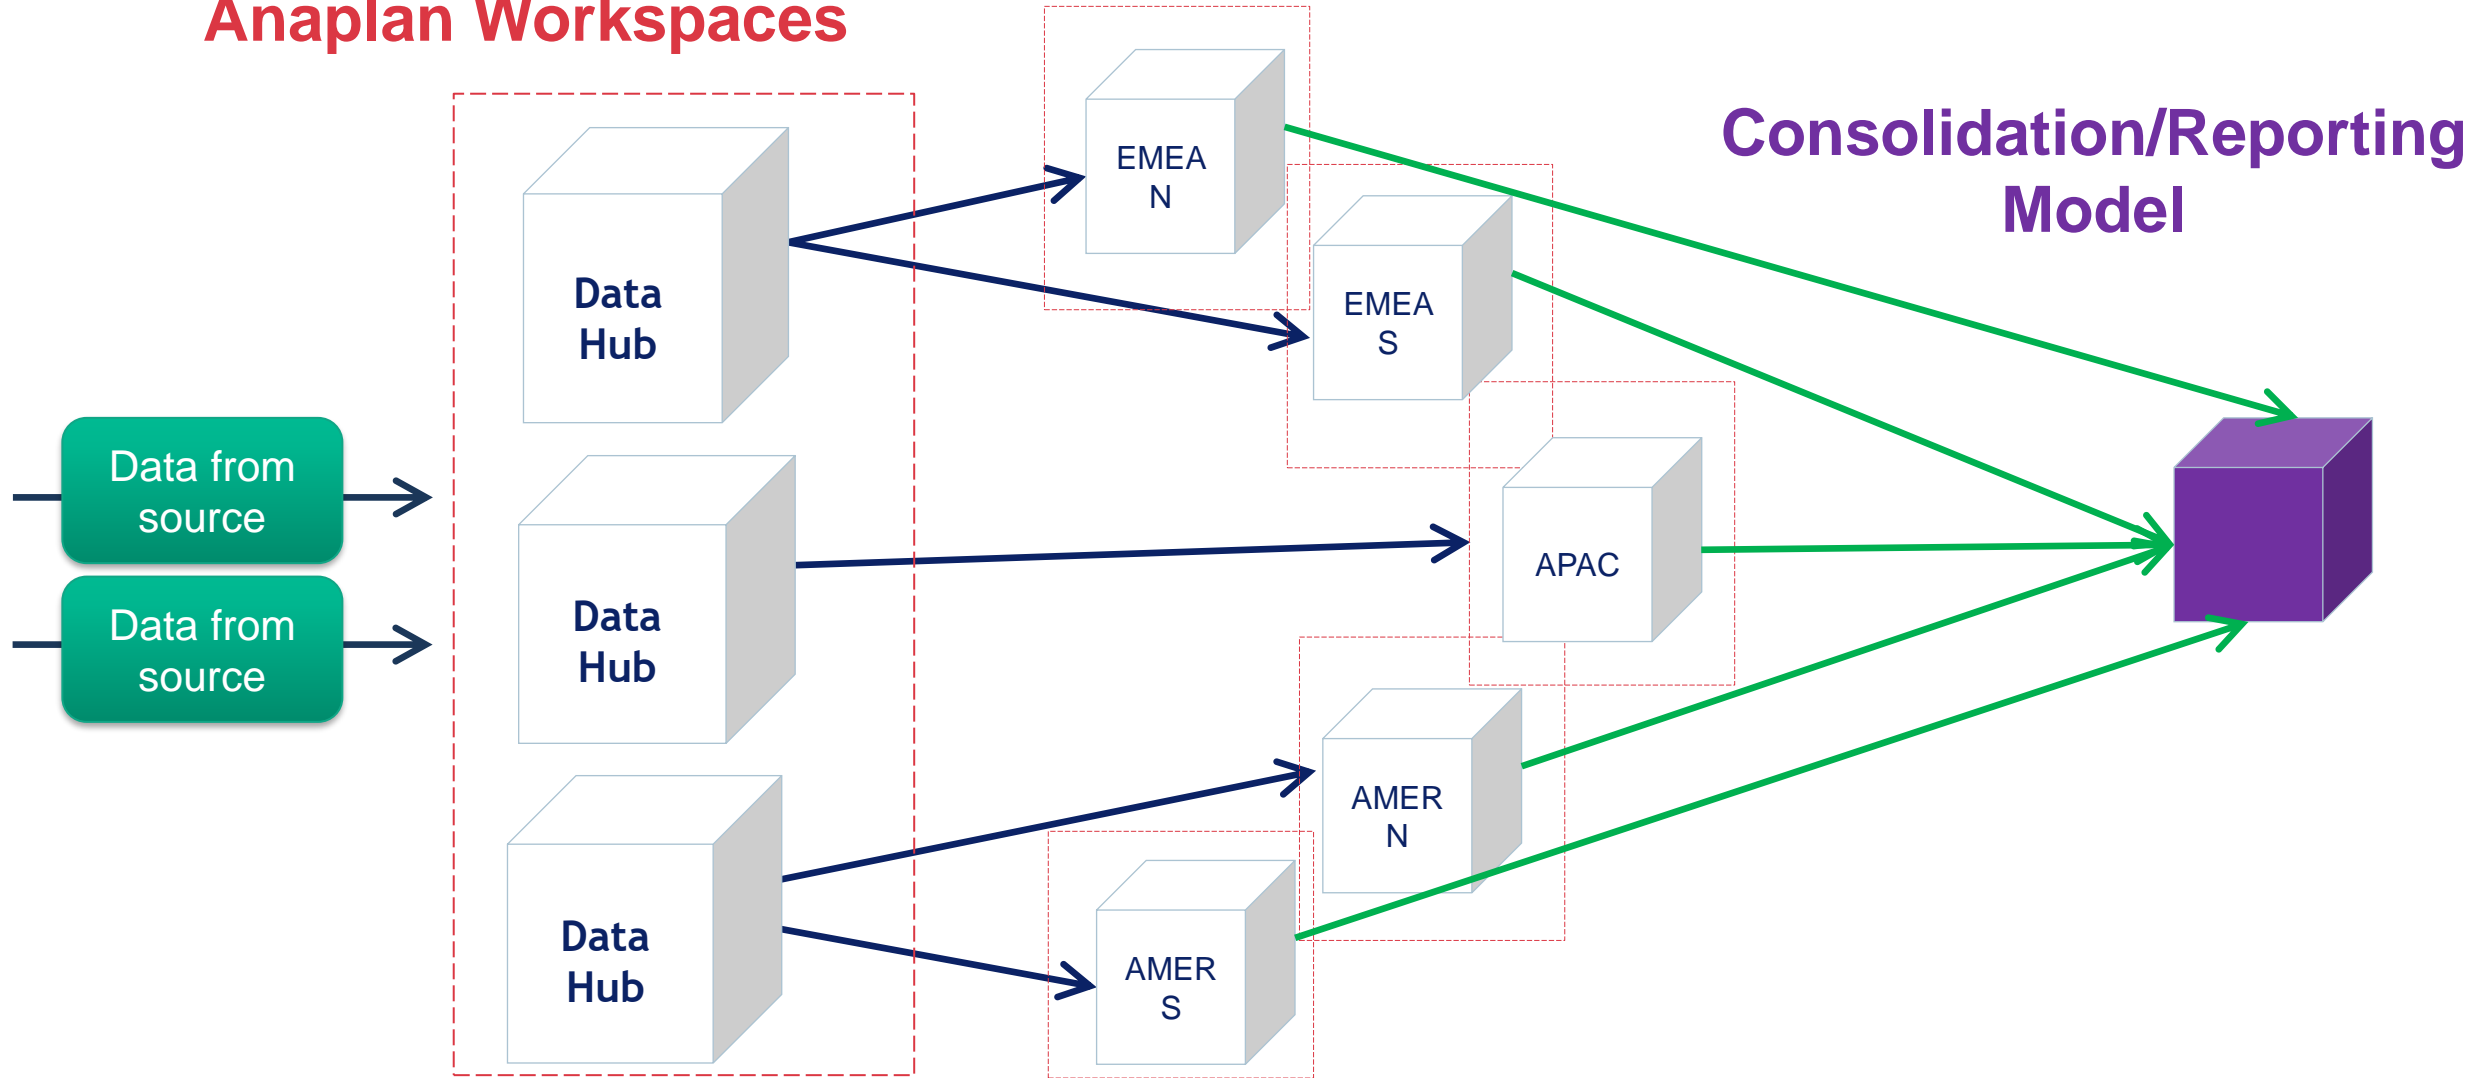 Anaplan Workspaces
Consolidation/Reporting
Model
EMEA
N
EMEA
S
Data
Hub
Data from
source
Data from
source
Data
Hub
APAC
AMER
N
Data
Hub
AMER
S